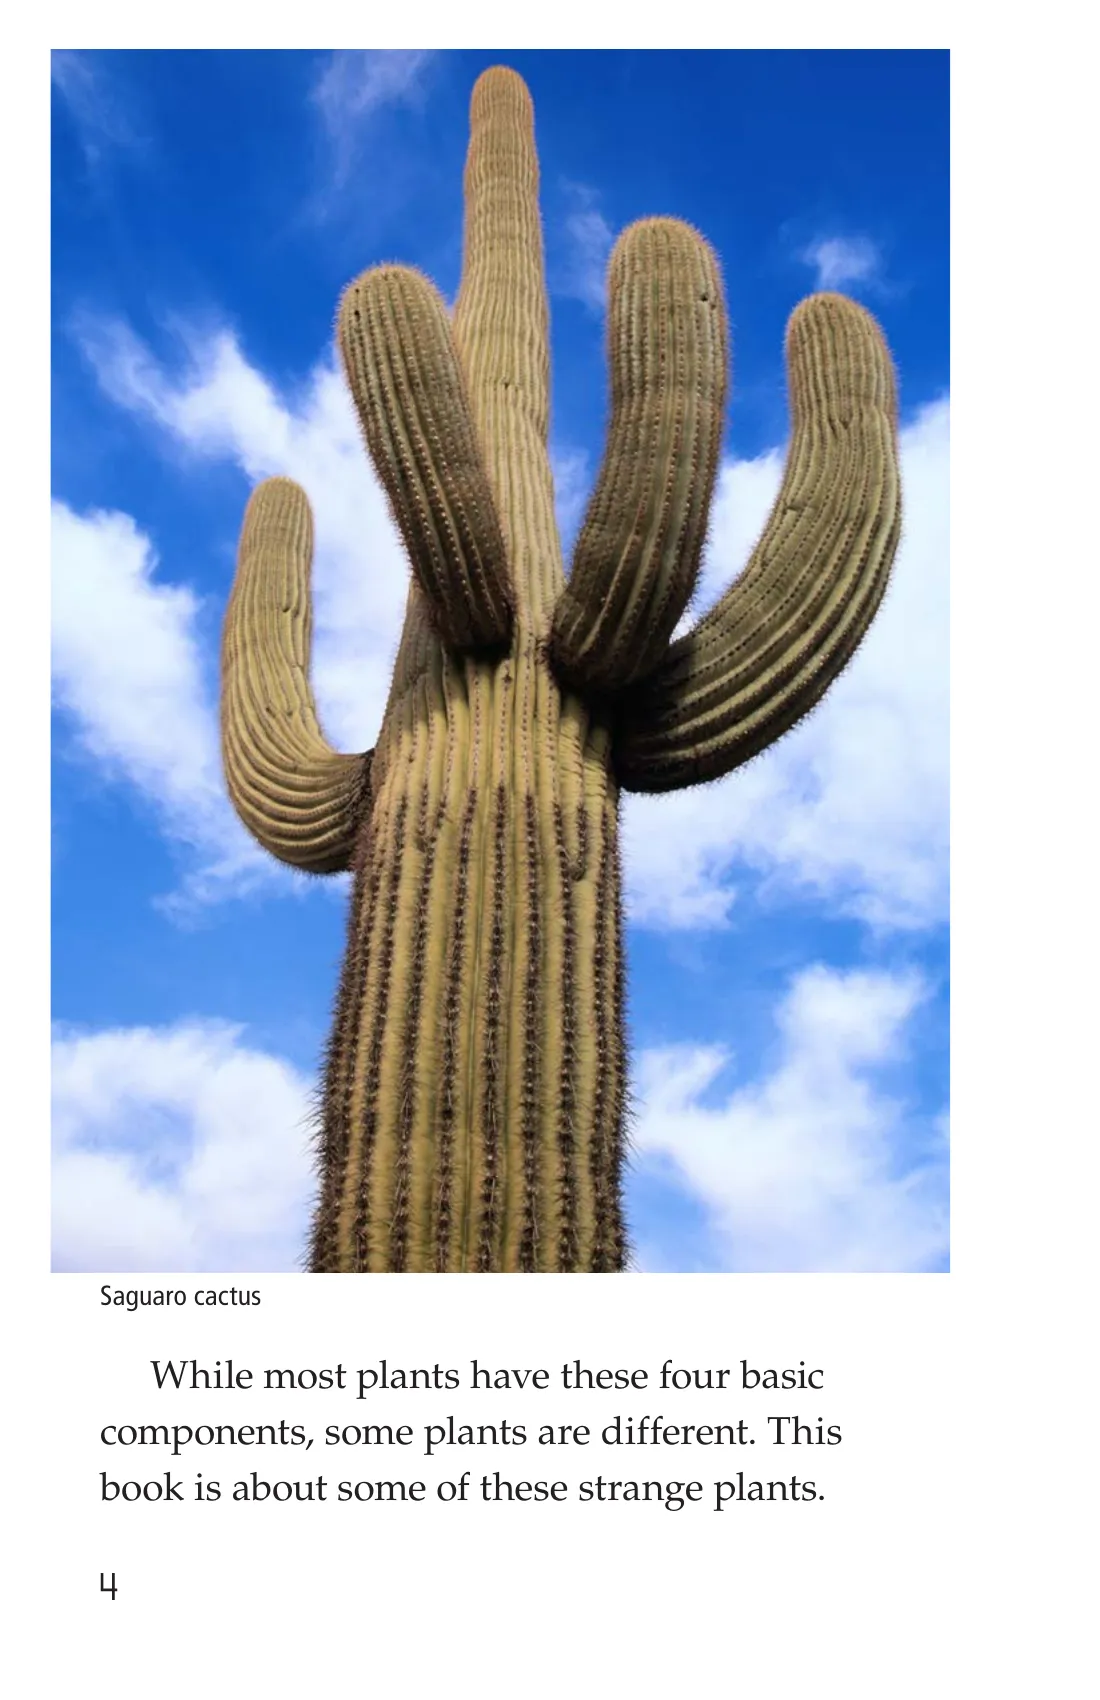 Saguaro cactus
While most plants have these four basic
components, some plants are different. This
book is about some of these strange plants.
4